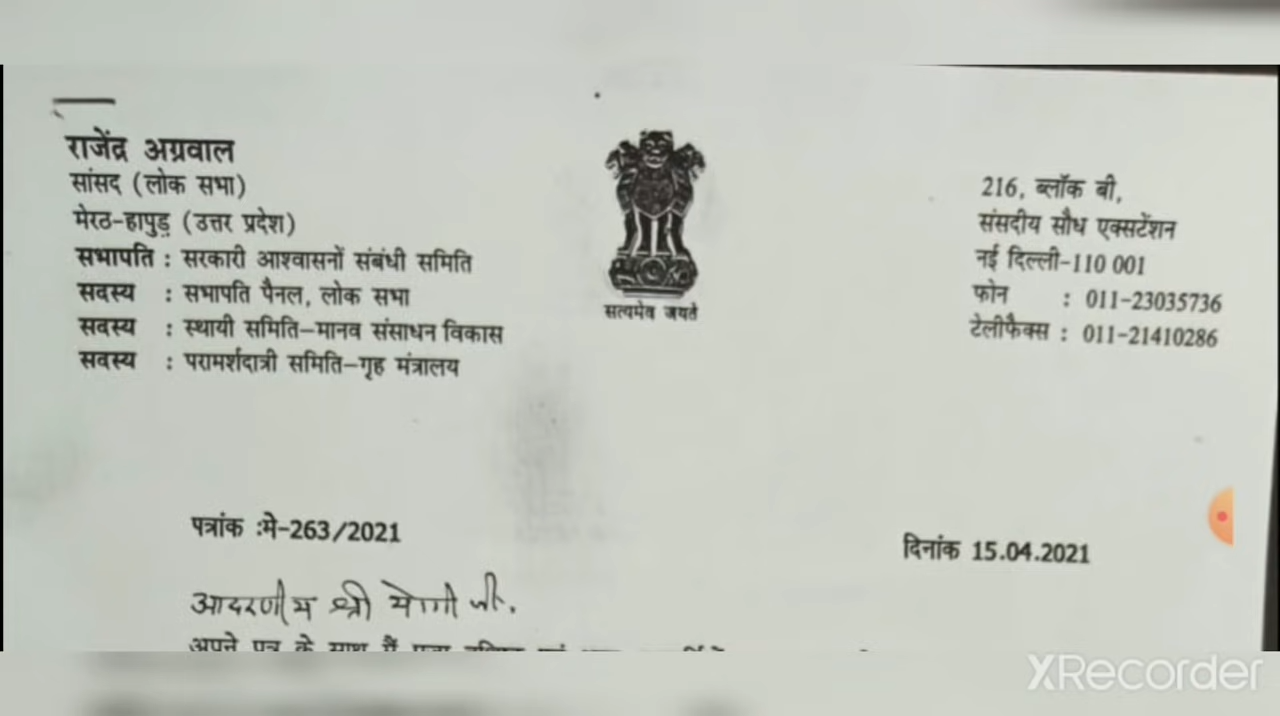 राजेंद्र अग्रवाल
सांसद (लोक सभा)
मेरठ-हापुड़ (उत्तर प्रदेश)
सभापति : सरकारी आश्वासनों संबंधी समिति
सदस्य : सभापति पैनल, लोक सभा
सदस्य : स्थायी समिति-मानव संसाधन विकास
सदस्य : परामर्शदात्री समिति-गृह मंत्रालय
सत्यमेव जयते
216, ब्लॉक बी,
संसदीय सौध एक्सटेंशन
नई दिल्ली-110 001
फोन : 011-23035736
टेलीफैक्स : 011-21410286
पत्रांक :मे-263/2021
दिनांक 15.04.2021
आदरणीय श्री योगी जी.
अपने पत्र के साथ मैं
XRecorder